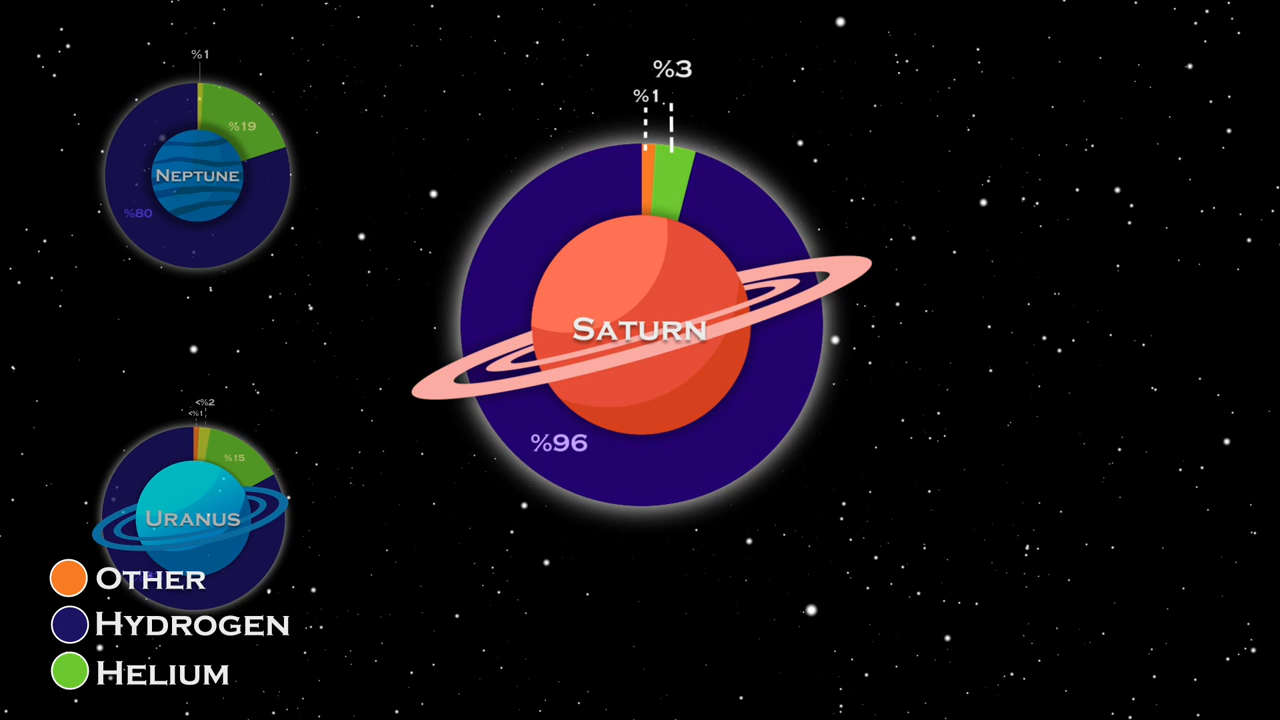 %1
%19
NEPTUNE
%80
%3
%1
SATURN
%96
<%2
<%1
%15
URANUS
OTHER
HYDROGEN
HELIUM